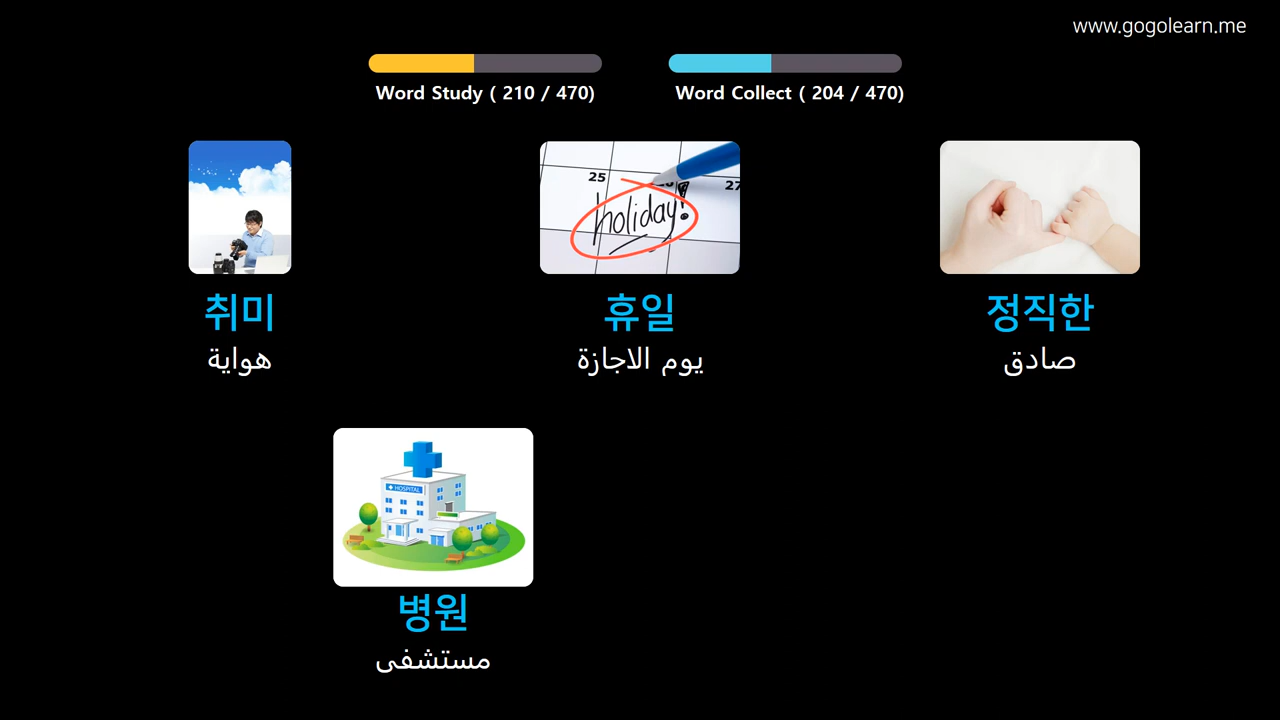 www.gogolearn.me
Word Study ( 210 / 470)
Word Collect ( 204 / 470)
25
27
holiday!
취미
휴일
정직한
هواية
يوم الاجازة
صادق
HOSPITAL
병원
مستشفى